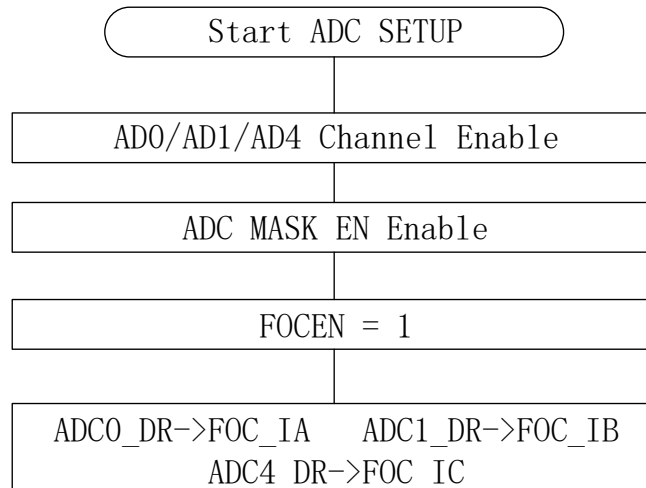 Start ADC SETUP
AD0/AD1/AD4 Channel Enable
ADC MASK EN Enable
FOCEN = 1
ADC0_DR->FOC_IA ADC1_DR->FOC_IB
ADC4_DR->FOC_IC